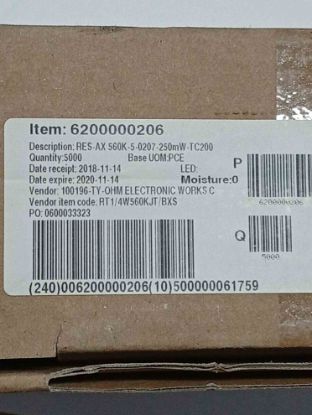 Item: 6200000206
Description: RES-AX 560K-5-0207-250mW-TC200
Quantity:5000 Base UOM:PCE
Date receipt: 2018-11-14 LED:
Date expire: 2020-11-14 Moisture:0
Vendor: 100196-TY-OHM ELECTRONIC WORKS C
Vendor item code: RT1/4W560KJT/BXS
PO: 0600033323
P
6200000206
Q
5000
(240)006200000206(10)500000061759